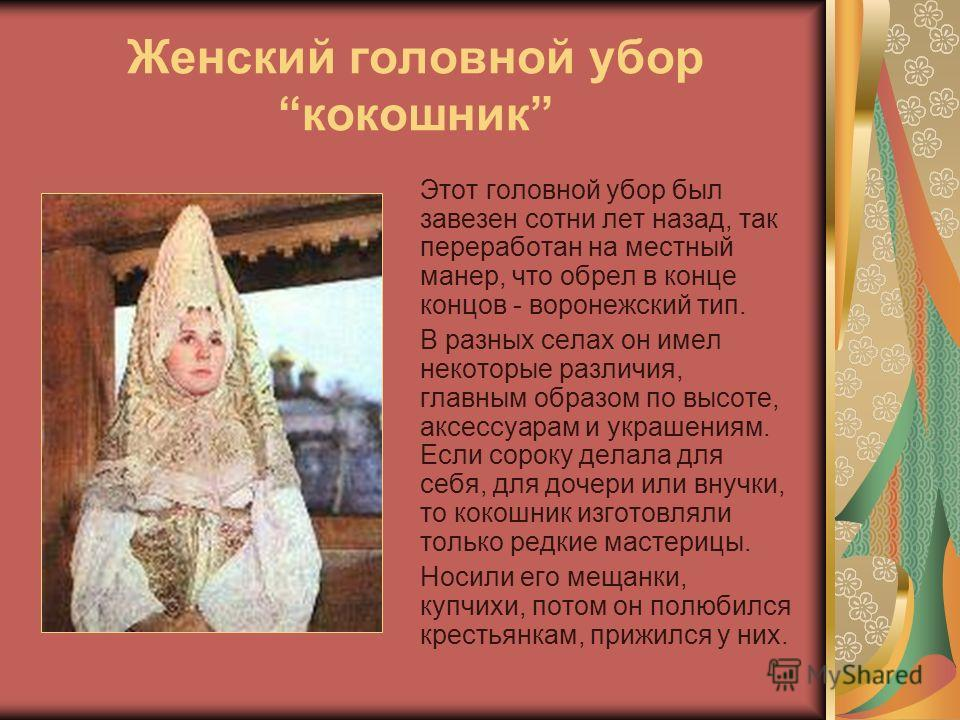 Женский головной убор
“кокошник”
Этот головной убор был
завезен сотни лет назад, так
переработан на местный
манер, что обрел в конце
концов - воронежский тип.
В разных селах он имел
некоторые различия,
главным образом по высоте,
аксессуарам и украшениям.
Если сороку делала для
себя, для дочери или внучки,
то кокошник изготовляли
только редкие мастерицы.
Носили его мещанки,
купчихи, потом он полюбился
крестьянкам, прижился у них.
MyShared